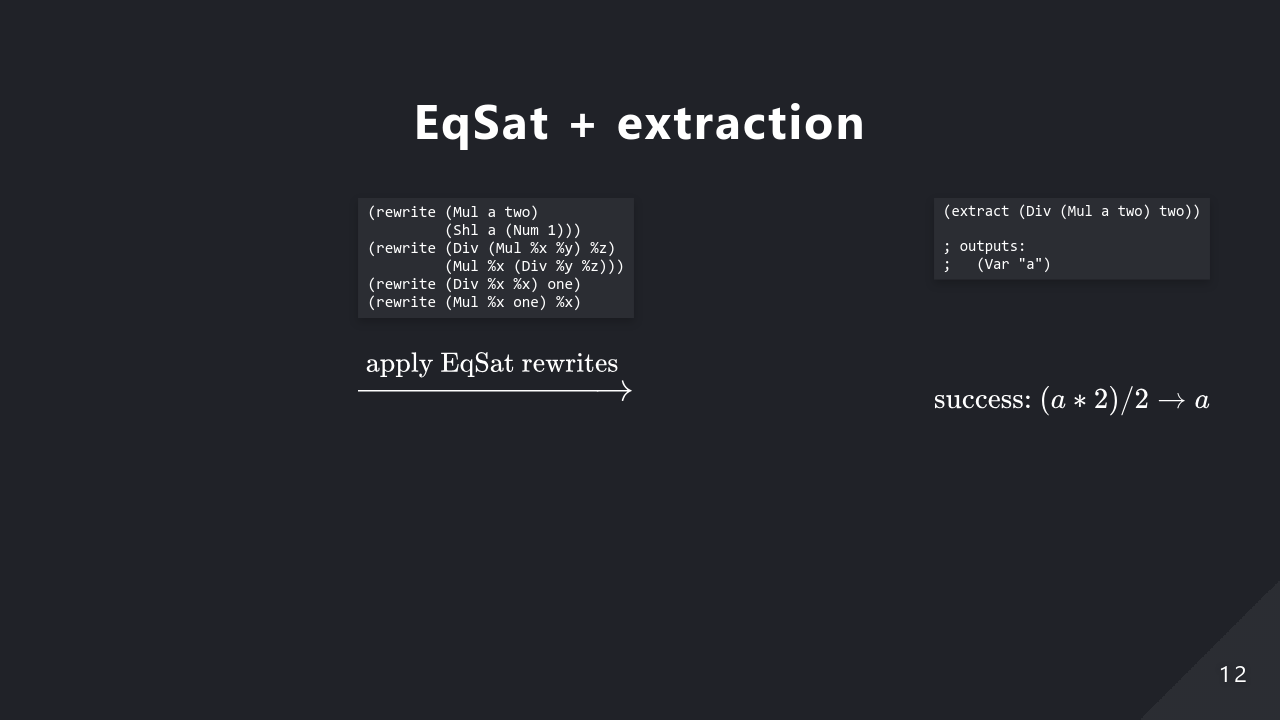 EqSat + extraction
(rewrite (Mul a two)
         (Shl a (Num 1)))
(rewrite (Div (Mul %x %y) %z)
         (Mul %x (Div %y %z)))
(rewrite (Div %x %x) one)
(rewrite (Mul %x one) %x)
apply EqSat rewrites
(extract (Div (Mul a two) two))
; outputs:
;   (Var "a")
success: (a ∗ 2)/2 → a
12